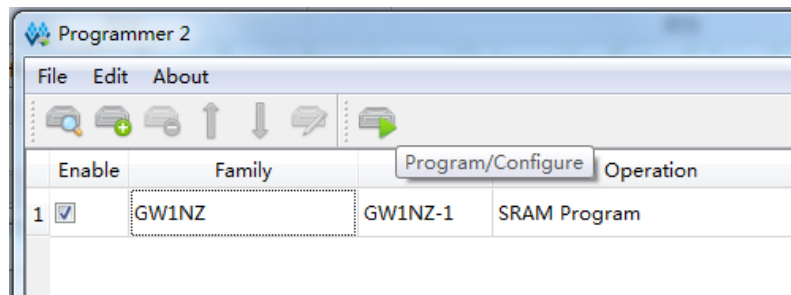 Programmer 2
File Edit About
Program/Configure
Enable Family Operation
1 GW1NZ GW1NZ-1 SRAM Program